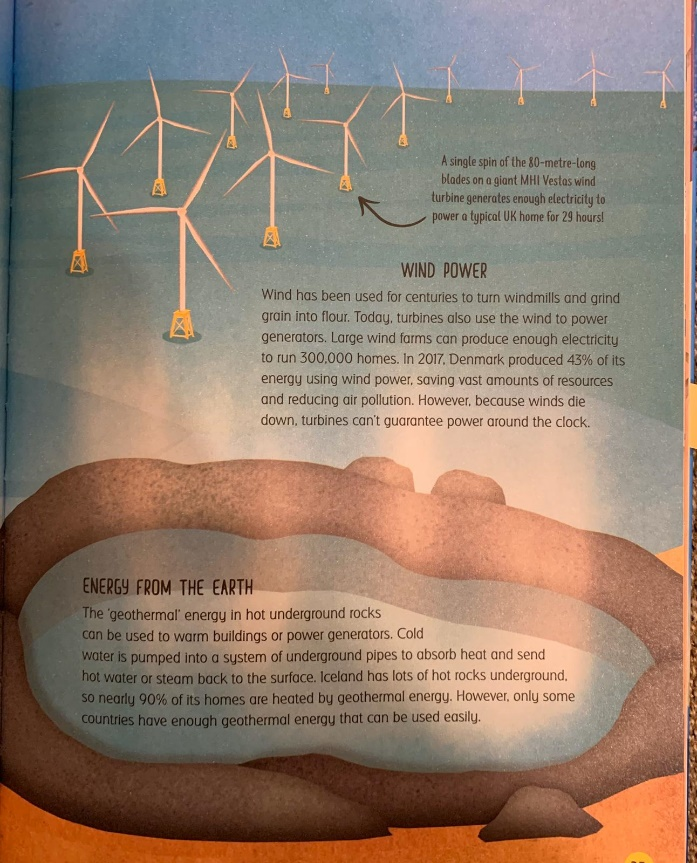 A single spin of the 80-metre-long
blades on a giant MHI Vestas wind
turbine generates enough electricity to
power a typical UK home for 29 hours!
WIND POWER
Wind has been used for centuries to turn windmills and grind
grain into flour. Today, turbines also use the wind to power
generators. Large wind farms can produce enough electricity
to run 300,000 homes. In 2017, Denmark produced 43% of its
energy using wind power, saving vast amounts of resources
and reducing air pollution. However, because winds die
down, turbines can't guarantee power around the clock.
ENERGY FROM THE EARTH
The 'geothermal' energy in hot underground rocks
can be used to warm buildings or power generators. Cold
water is pumped into a system of underground pipes to absorb heat and send
hot water or steam back to the surface. Iceland has lots of hot rocks underground,
so nearly 90% of its homes are heated by geothermal energy. However, only some
countries have enough geothermal energy that can be used easily.